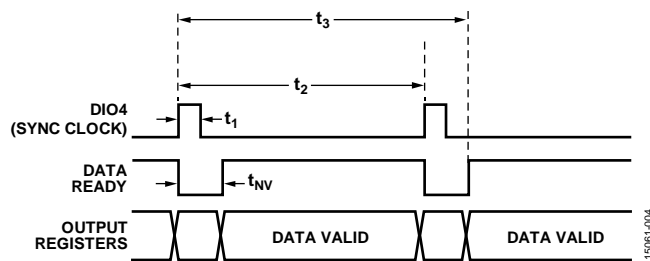 t3
t2
DIO4
(SYNC CLOCK)
t1
DATA
READY
tNV
OUTPUT
REGISTERS
DATA VALID
DATA VALID
15061-004